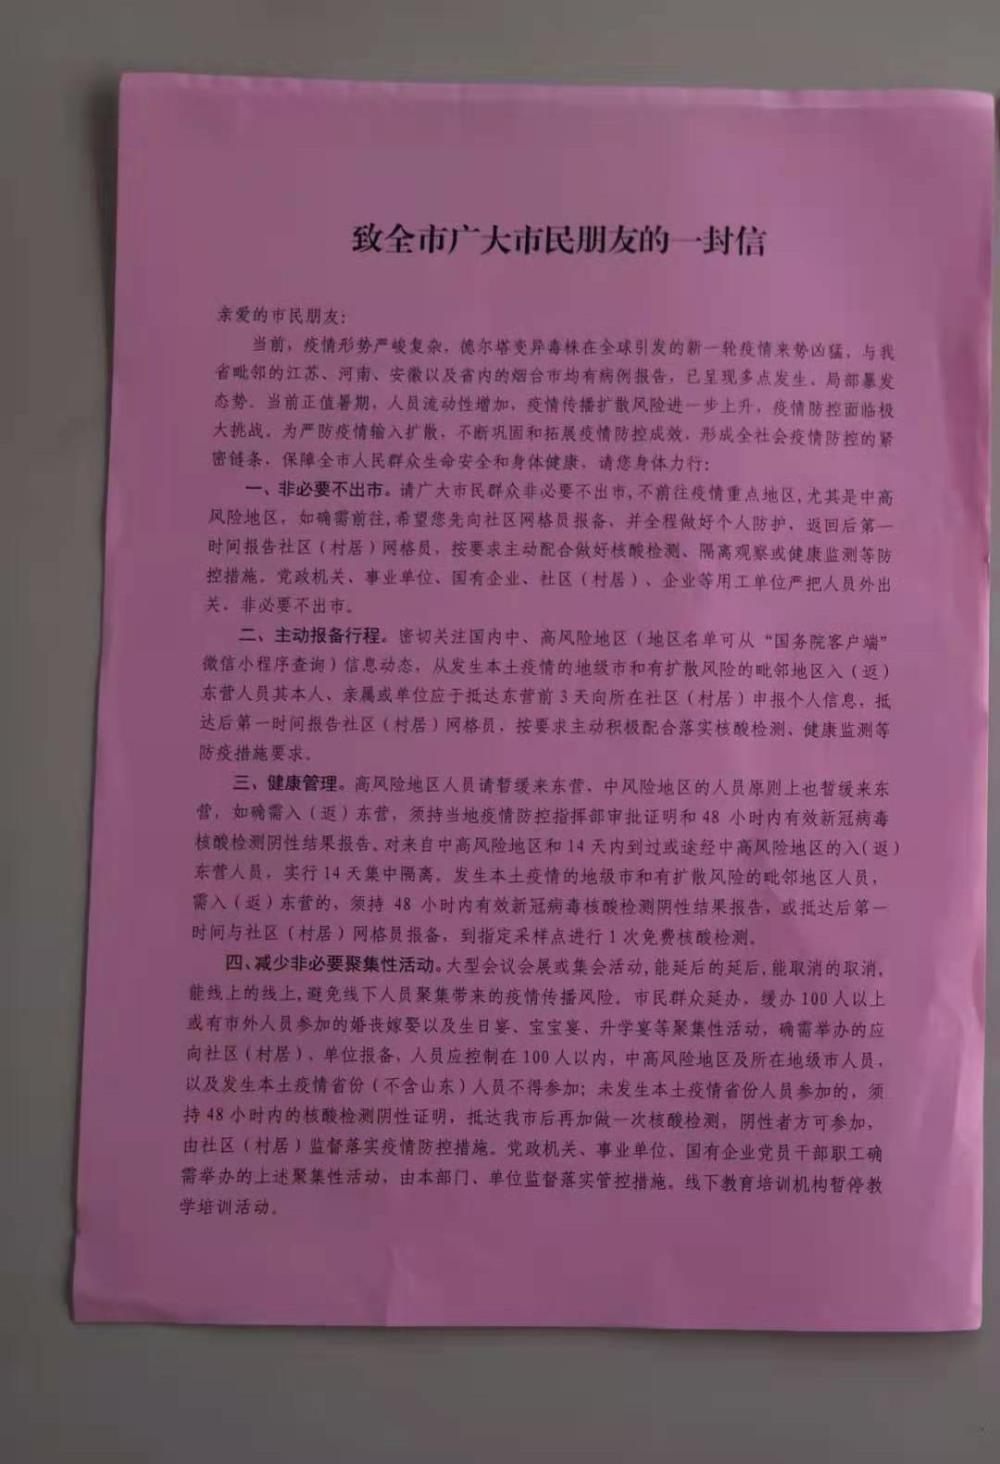 致全市广大市民朋友的一封信
亲爱的市民朋友:
当前,疫情形势严峻复杂,德尔塔变异毒株在全球引发的新一轮疫情来势凶猛,与我
省毗邻的江苏、河南、安徽以及省内的烟台市均有病例报告,已呈现多点发生、局部暴发
态势。当前正值暑期,人员流动性增加,疫情传播扩散风险进一步上升,疫情防控面临极
大挑战。为严防疫情输入扩散,不断巩固和拓展疫情防控成效,形成全社会疫情防控的紧
密链条,保障全市人民群众生命安全和身体健康,请您身体力行:
一、非必要不出市。请广大市民群众非必要不出市,不前往疫情重点地区,尤其是中高
风险地区,如确需前往,希望您先向社区网格员报备,并全程做好个人防护,返回后第一
时间报告社区(村居)网格员,按要求主动配合做好核酸检测、隔离观察或健康监测等防
控措施。党政机关、事业单位、国有企业、社区(村居)、企业等用工单位严把人员外出
关,非必要不出市。
二、主动报备行程。密切关注国内中、高风险地区(地区名单可从“国务院客户端”
微信小程序查询)信息动态,从发生本土疫情的地级市和有扩散风险的毗邻地区入(返)
东营人员其本人、亲属或单位应于抵达东营前3天向所在社区(村居)申报个人信息,抵
达后第一时间报告社区(村居)网格员,按要求主动积极配合落实核酸检测、健康监测等
防疫措施要求。
三、健康管理。高风险地区人员请暂缓来东营,中风险地区的人员原则上也暂缓来东
营,如确需入(返)东营,须持当地疫情防控指挥部审批证明和48 小时内有效新冠病毒
核酸检测阴性结果报告。对来自中高风险地区和14天内到过或途经中高风险地区的入(返)
东营人员,实行14天集中隔离。发生本土疫情的地级市和有扩散风险的毗邻地区人员,
需入(返)东营的,须持 48 小时内有效新冠病毒核酸检测阴性结果报告,或抵达后第一
时间与社区(村居)网格员报备,到指定采样点进行1次免费核酸检测。
四、减少非必要聚集性活动。大型会议会展或集会活动,能延后的延后,能取消的取消,
能线上的线上,避免线下人员聚集带来的疫情传播风险。市民群众延办、缓办100人以上
或有市外人员参加的婚丧嫁娶以及生日宴、宝宝宴、升学宴等聚集性活动,确需举办的应
向社区(村居)、单位报备,人员应控制在100人以内,中高风险地区及所在地级市人员,
以及发生本土疫情省份(不含山东)人员不得参加;未发生本土疫情省份人员参加的,须
持48小时内的核酸检测阴性证明,抵达我市后再加做一次核酸检测,阴性者方可参加,
由社区(村居)监督落实疫情防控措施。党政机关、事业单位、国有企业党员干部职工确
需举办的上述聚集性活动,由本部门、单位监督落实管控措施。线下教育培训机构暂停教
学培训活动。